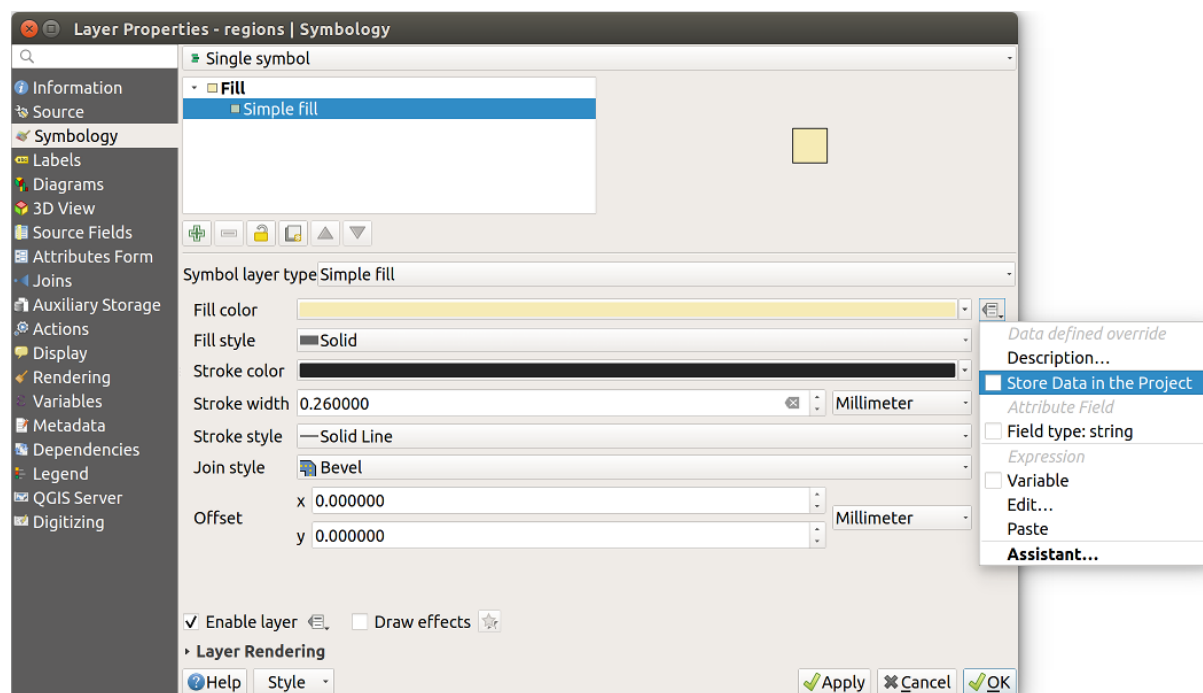 Layer Properties - regions | Symbology
Information
Source
Symbology
Labels
Diagrams
3D View
Source Fields
Attributes Form
Joins
Auxiliary Storage
Actions
Display
Rendering
Variables
Metadata
Dependencies
Legend
QGIS Server
Digitizing
Single symbol
Fill
Simple fill
Symbol layer type Simple fill
Fill color
Fill style Solid
Stroke color
Stroke width 0.260000 Millimeter
Stroke style Solid Line
Join style Bevel
Offset
x 0.000000
Millimeter
y 0.000000
Data defined override
Description...
Store Data in the Project
Attribute Field
Field type: string
Expression
Variable
Edit...
Paste
Assistant...
Enable layer Draw effects
Layer Rendering
Help Style Apply Cancel OK